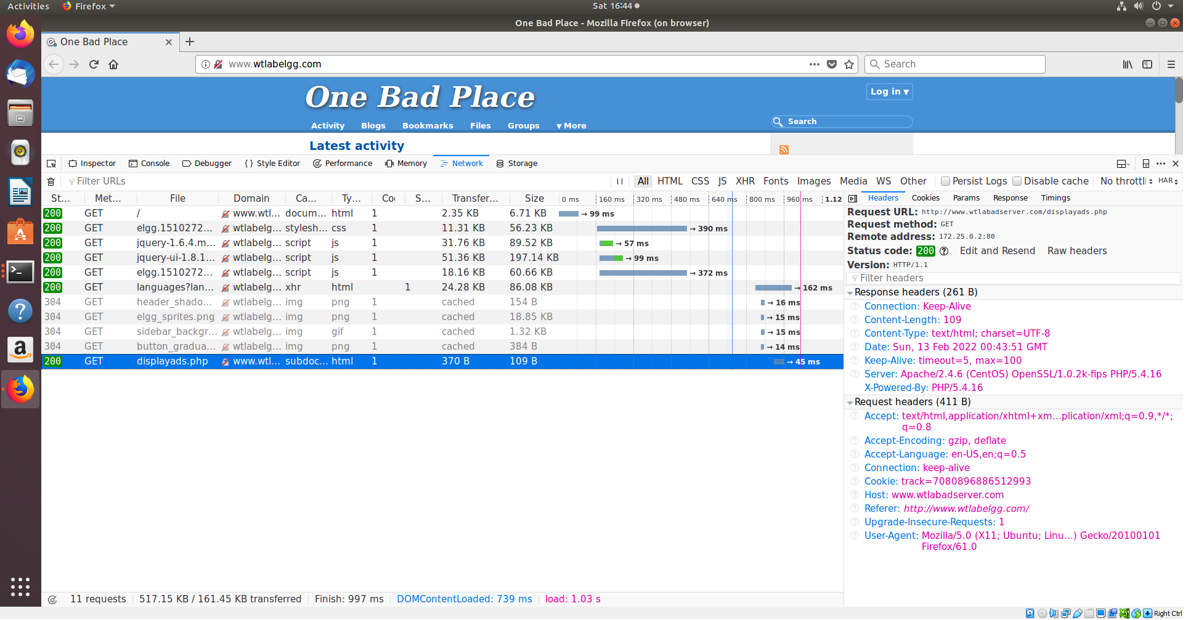 Activities Firefox ▾ Sat 16:44 ●
One Bad Place - Mozilla Firefox (on browser)
One Bad Place × +
www.wtlabelgg.com ••• Search
One Bad Place
Log in ▾
Activity Blogs Bookmarks Files Groups ▾ More
Search
Latest activity
Inspector Console Debugger { } Style Editor Performance Memory Network Storage
Filter URLs All HTML CSS JS XHR Fonts Images Media WS Other Persist Logs Disable cache No throttli HAR
St... Met... File Domain Ca... Ty... Co S... Transfer... Size 0 ms 160 ms 320 ms 480 ms 640 ms 800 ms 960 ms 1.12
200 GET / www.wtl... docum... html 1 2.35 KB 6.71 KB → 99 ms
200 GET elgg.1510272... wtlabelg... stylesh... css 1 11.31 KB 56.23 KB → 390 ms
200 GET jquery-1.6.4.m... wtlabelg... script js 1 31.76 KB 89.52 KB → 57 ms
200 GET jquery-ui-1.8.1... wtlabelg... script js 1 51.36 KB 197.14 KB → 99 ms
200 GET elgg.1510272... wtlabelg... script js 1 18.16 KB 60.66 KB → 372 ms
200 GET languages?lan... wtlabelg... xhr html 1 24.28 KB 86.08 KB → 162 ms
304 GET header_shado... wtlabelg... img png 1 cached 154 B → 16 ms
304 GET elgg_sprites.png wtlabelg... img png 1 cached 18.85 KB → 15 ms
304 GET sidebar_backgr... wtlabelg... img gif 1 cached 1.32 KB → 15 ms
304 GET button_gradua... wtlabelg... img png 1 cached 384 B → 14 ms
200 GET displayads.php www.wtl... subdoc... html 1 370 B 109 B → 45 ms
Headers Cookies Params Response Timings
Request URL: http://www.wtlabadserver.com/displayads.php
Request method: GET
Remote address: 172.25.0.2:80
Status code: 200 ? Edit and Resend Raw headers
Version: HTTP/1.1
Filter headers
Response headers (261 B)
Connection: Keep-Alive
Content-Length: 109
Content-Type: text/html; charset=UTF-8
Date: Sun, 13 Feb 2022 00:43:51 GMT
Keep-Alive: timeout=5, max=100
Server: Apache/2.4.6 (CentOS) OpenSSL/1.0.2k-fips PHP/5.4.16
X-Powered-By: PHP/5.4.16
Request headers (411 B)
Accept: text/html,application/xhtml+xm...plication/xml;q=0.9,*/*;
q=0.8
Accept-Encoding: gzip, deflate
Accept-Language: en-US,en;q=0.5
Connection: keep-alive
Cookie: track=7080896886512993
Host: www.wtlabadserver.com
Referer: http://www.wtlabelgg.com/
Upgrade-Insecure-Requests: 1
User-Agent: Mozilla/5.0 (X11; Ubuntu; Linu...) Gecko/20100101
Firefox/61.0
11 requests 517.15 KB / 161.45 KB transferred Finish: 997 ms DOMContentLoaded: 739 ms load: 1.03 s
Right Ctrl